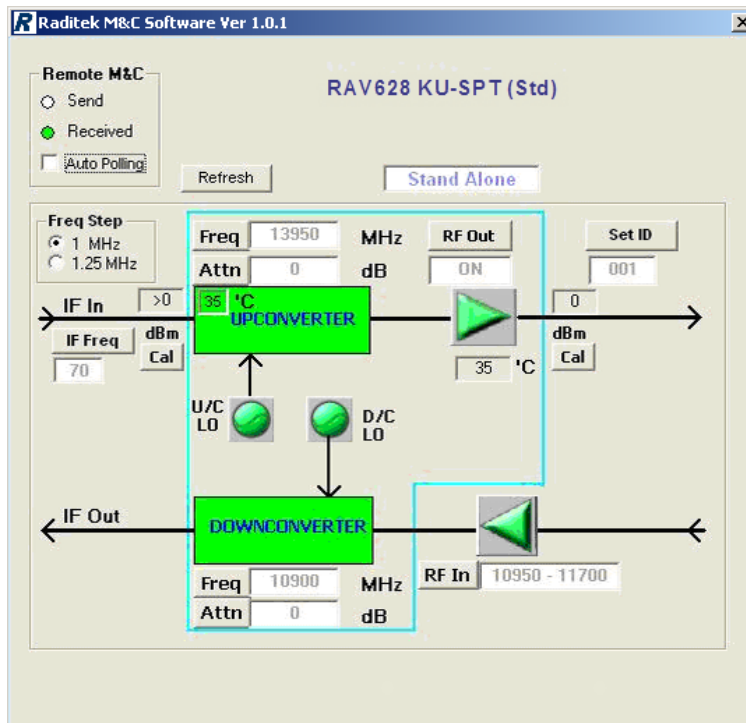 R Raditek M&C Software Ver 1.0.1
Remote M&C
Send
Received
Auto Polling
RAV628 KU-SPT (Std)
Refresh
Stand Alone
Freq Step
1 MHz
1.25 MHz
Freq 13950 MHz
RF Out
Set ID
Attn 0 dB
ON
001
IF In
>0
dBm
Cal
IF Freq
70
35 'C
UPCONVERTER
0
dBm
Cal
35 'C
U/C
LO
D/C
LO
IF Out
DOWNCONVERTER
RF In 10950 - 11700
Freq 10900 MHz
Attn 0 dB